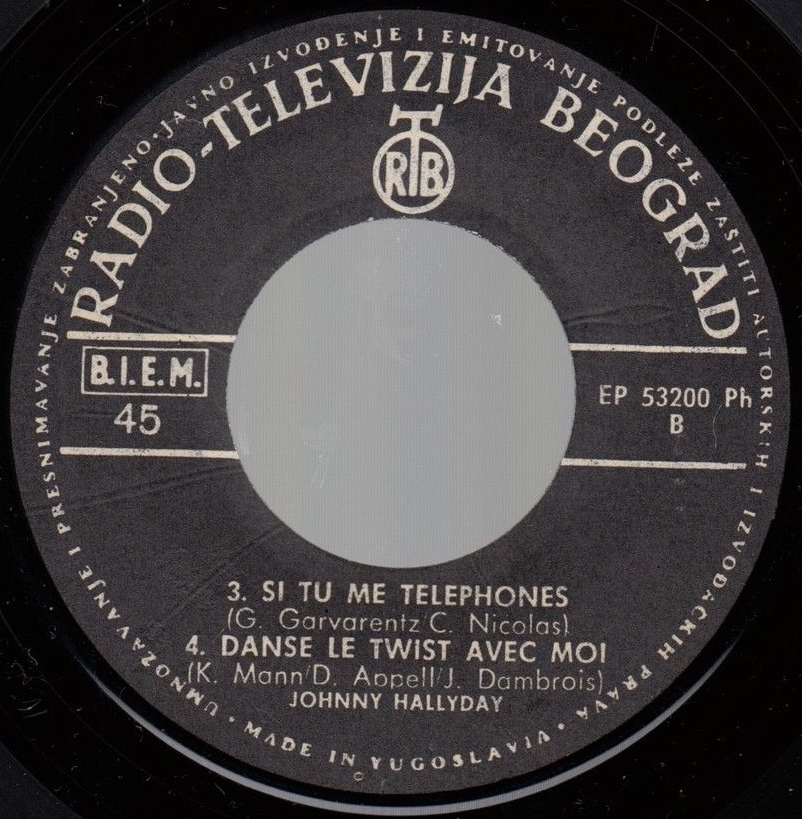 UMNOŽAVANJE I PRESNIMAVANJE ZABRANJENO • JAVNO IZVOĐENJE I EMITOVANJE PODLEŽE ZAŠTITI AUTORSKIH I IZVOĐAČKIH PRAVA •
RADIO-TELEVIZIJA BEOGRAD
RTB
B.I.E.M.
45
EP 53200 Ph
B
3. SI TU ME TELEPHONES
(G. Garvarentz/C. Nicolas)
4. DANSE LE TWIST AVEC MOI
(K. Mann/D. Appell/J. Dambrois)
JOHNNY HALLYDAY
• MADE IN YUGOSLAVIA •